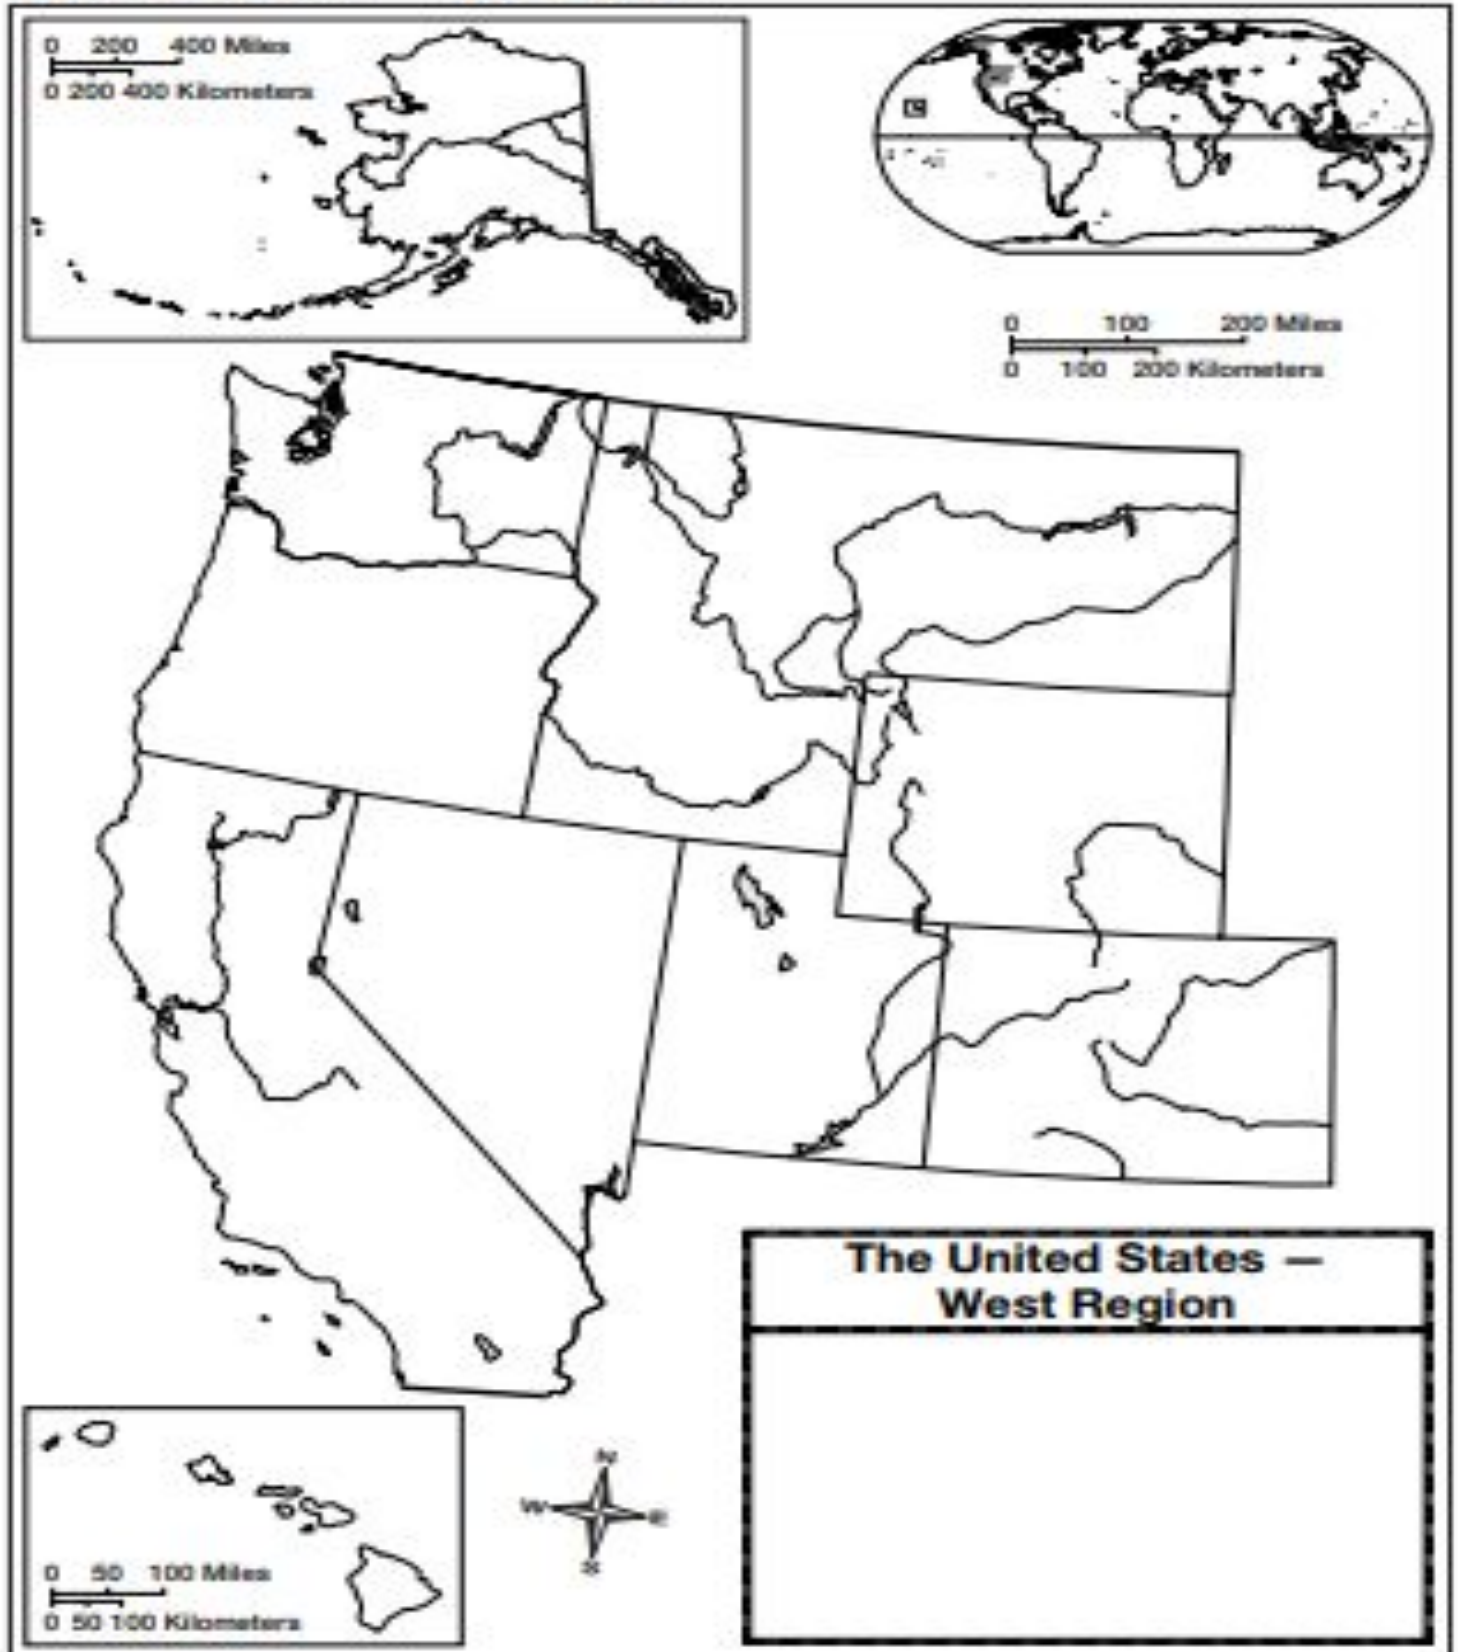 0 200 400 Miles
0 200 400 Kilometers
0 100 200 Miles
0 100 200 Kilometers
The United States —
West Region
N
W E
S
0 50 100 Miles
0 50 100 Kilometers